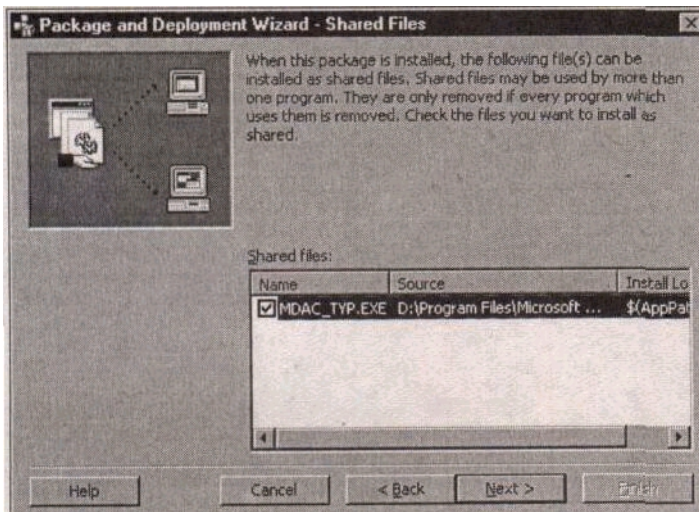 Package and Deployment Wizard - Shared Files
When this package is installed, the following file(s) can be
installed as shared files. Shared files may be used by more than
one program. They are only removed if every program which
uses them is removed. Check the files you want to install as
shared.
Shared files:
Name Source Install Lo
MDAC_TYP.EXE D:\Program Files\Microsoft ... $(AppPat
Help Cancel < Back Next > Finish